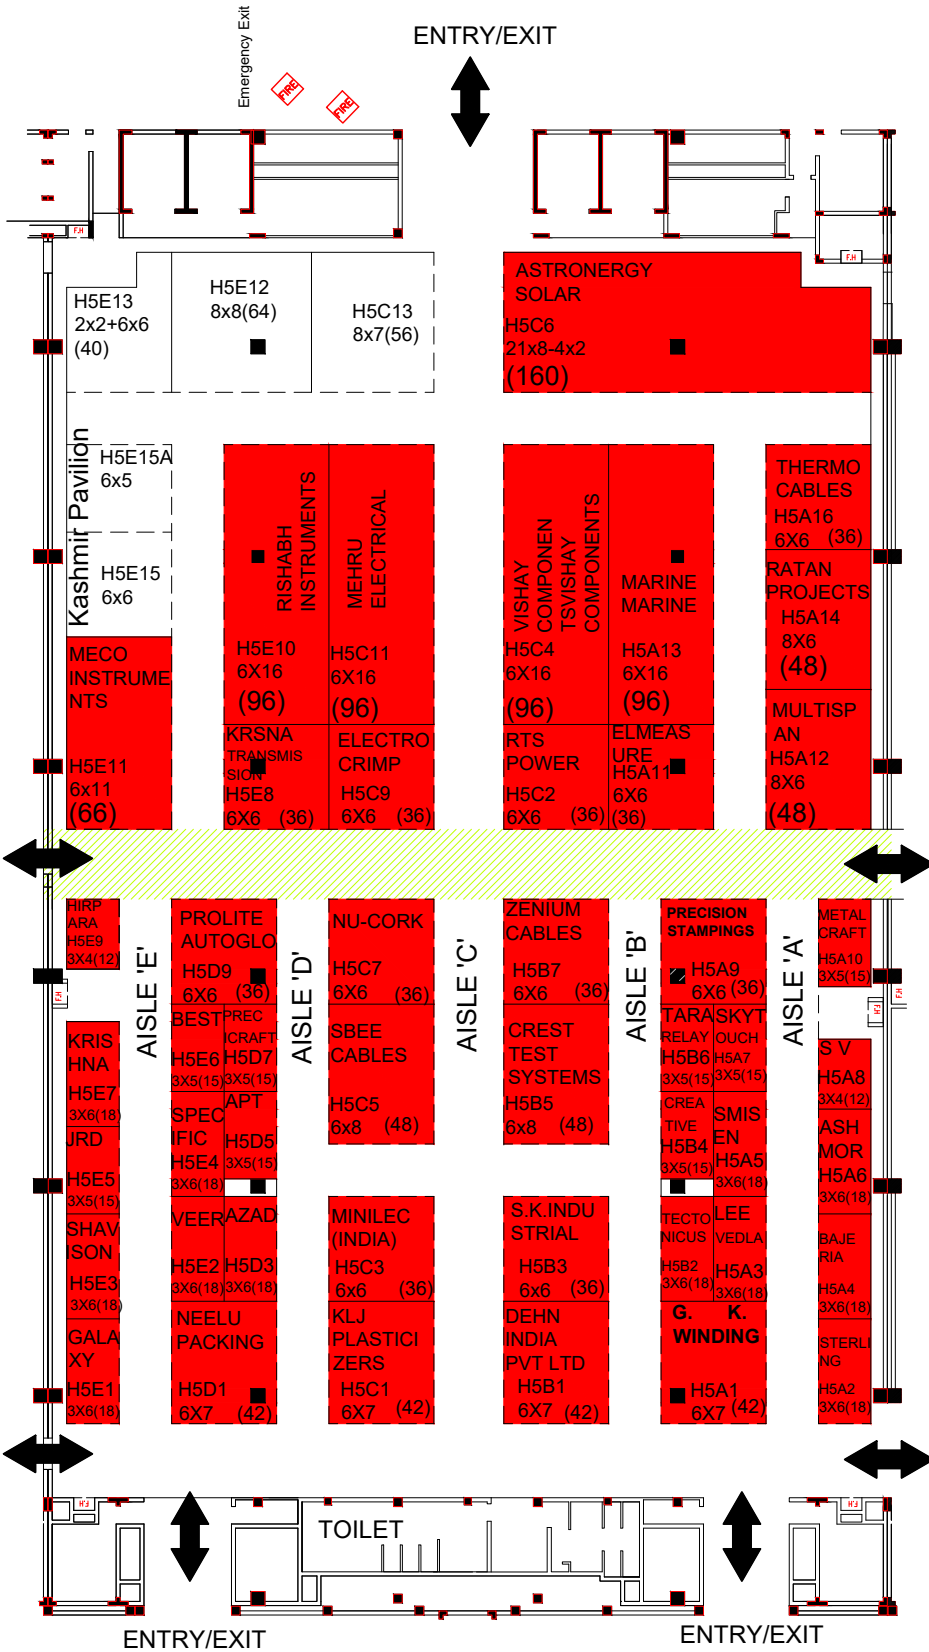 Emergency Exit
ENTRY/EXIT
FIRE
FIRE
F.H
F.H
H5E13
2x2+6x6
(40)
H5E12
8x8(64)
H5C13
8x7(56)
ASTRONERGY
SOLAR
H5C6
21x8-4x2
(160)
Kashmir Pavilion
H5E15A
6x5
H5E15
6x6
MECO
INSTRUME
NTS
H5E11
6x11
(66)
RISHABH
INSTRUMENTS
H5E10
6X16
(96)
MEHRU
ELECTRICAL
H5C11
6X16
(96)
VISHAY
COMPONEN
TSVISHAY
COMPONENTS
H5C4
6X16
(96)
MARINE
MARINE
H5A13
6X16
(96)
THERMO
CABLES
H5A16
6X6 (36)
RATAN
PROJECTS
H5A14
8X6
(48)
MULTISP
AN
H5A12
8X6
(48)
KRSNA
TRANSMIS
SION
H5E8
6X6 (36)
ELECTRO
CRIMP
H5C9
6X6 (36)
RTS
POWER
H5C2
6X6 (36)
ELMEAS
URE
H5A11
6X6
(36)
HIRP
ARA
H5E9
3X4(12)
F.H
AISLE 'E'
PROLITE
AUTOGLO
H5D9
6X6 (36)
AISLE 'D'
NU-CORK
H5C7
6X6 (36)
AISLE 'C'
ZENIUM
CABLES
H5B7
6X6 (36)
AISLE 'B'
PRECISION
STAMPINGS
H5A9
6X6 (36)
AISLE 'A'
METAL
CRAFT
H5A10
3X5(15)
F.H
F.H
KRIS
HNA
H5E7
3X6(18)
JRD
H5E5
3X5(15)
SHAV
ISON
H5E3
3X6(18)
GALA
XY
H5E1
3X6(18)
BEST
H5E6
3X5(15)
PREC
ICRAFT
H5D7
3X5(15)
SPEC
IFIC
H5E4
3X6(18)
APT
H5D5
3X5(15)
VEER
H5E2
3X6(18)
AZAD
H5D3
3X6(18)
NEELU
PACKING
H5D1
6X7 (42)
SBEE
CABLES
H5C5
6x8 (48)
MINILEC
(INDIA)
H5C3
6x6 (36)
KLJ
PLASTICI
ZERS
H5C1
6X7 (42)
CREST
TEST
SYSTEMS
H5B5
6x8 (48)
S.K.INDU
STRIAL
H5B3
6x6 (36)
DEHN
INDIA
PVT LTD
H5B1
6X7 (42)
TARA
RELAY
H5B6
3X5(15)
SKYT
OUCH
H5A7
3X5(15)
CREA
TIVE
H5B4
3X5(15)
SMIS
EN
H5A5
3X6(18)
TECTO
NICUS
H5B2
3X6(18)
LEE
VEDLA
H5A3
3X6(18)
G. K.
WINDING
H5A1
6X7 (42)
S V
H5A8
3X4(12)
ASH
MOR
H5A6
3X6(18)
BAJE
RIA
H5A4
3X6(18)
STERLI
NG
H5A2
3X6(18)
F.H
F.H
TOILET
ENTRY/EXIT
ENTRY/EXIT